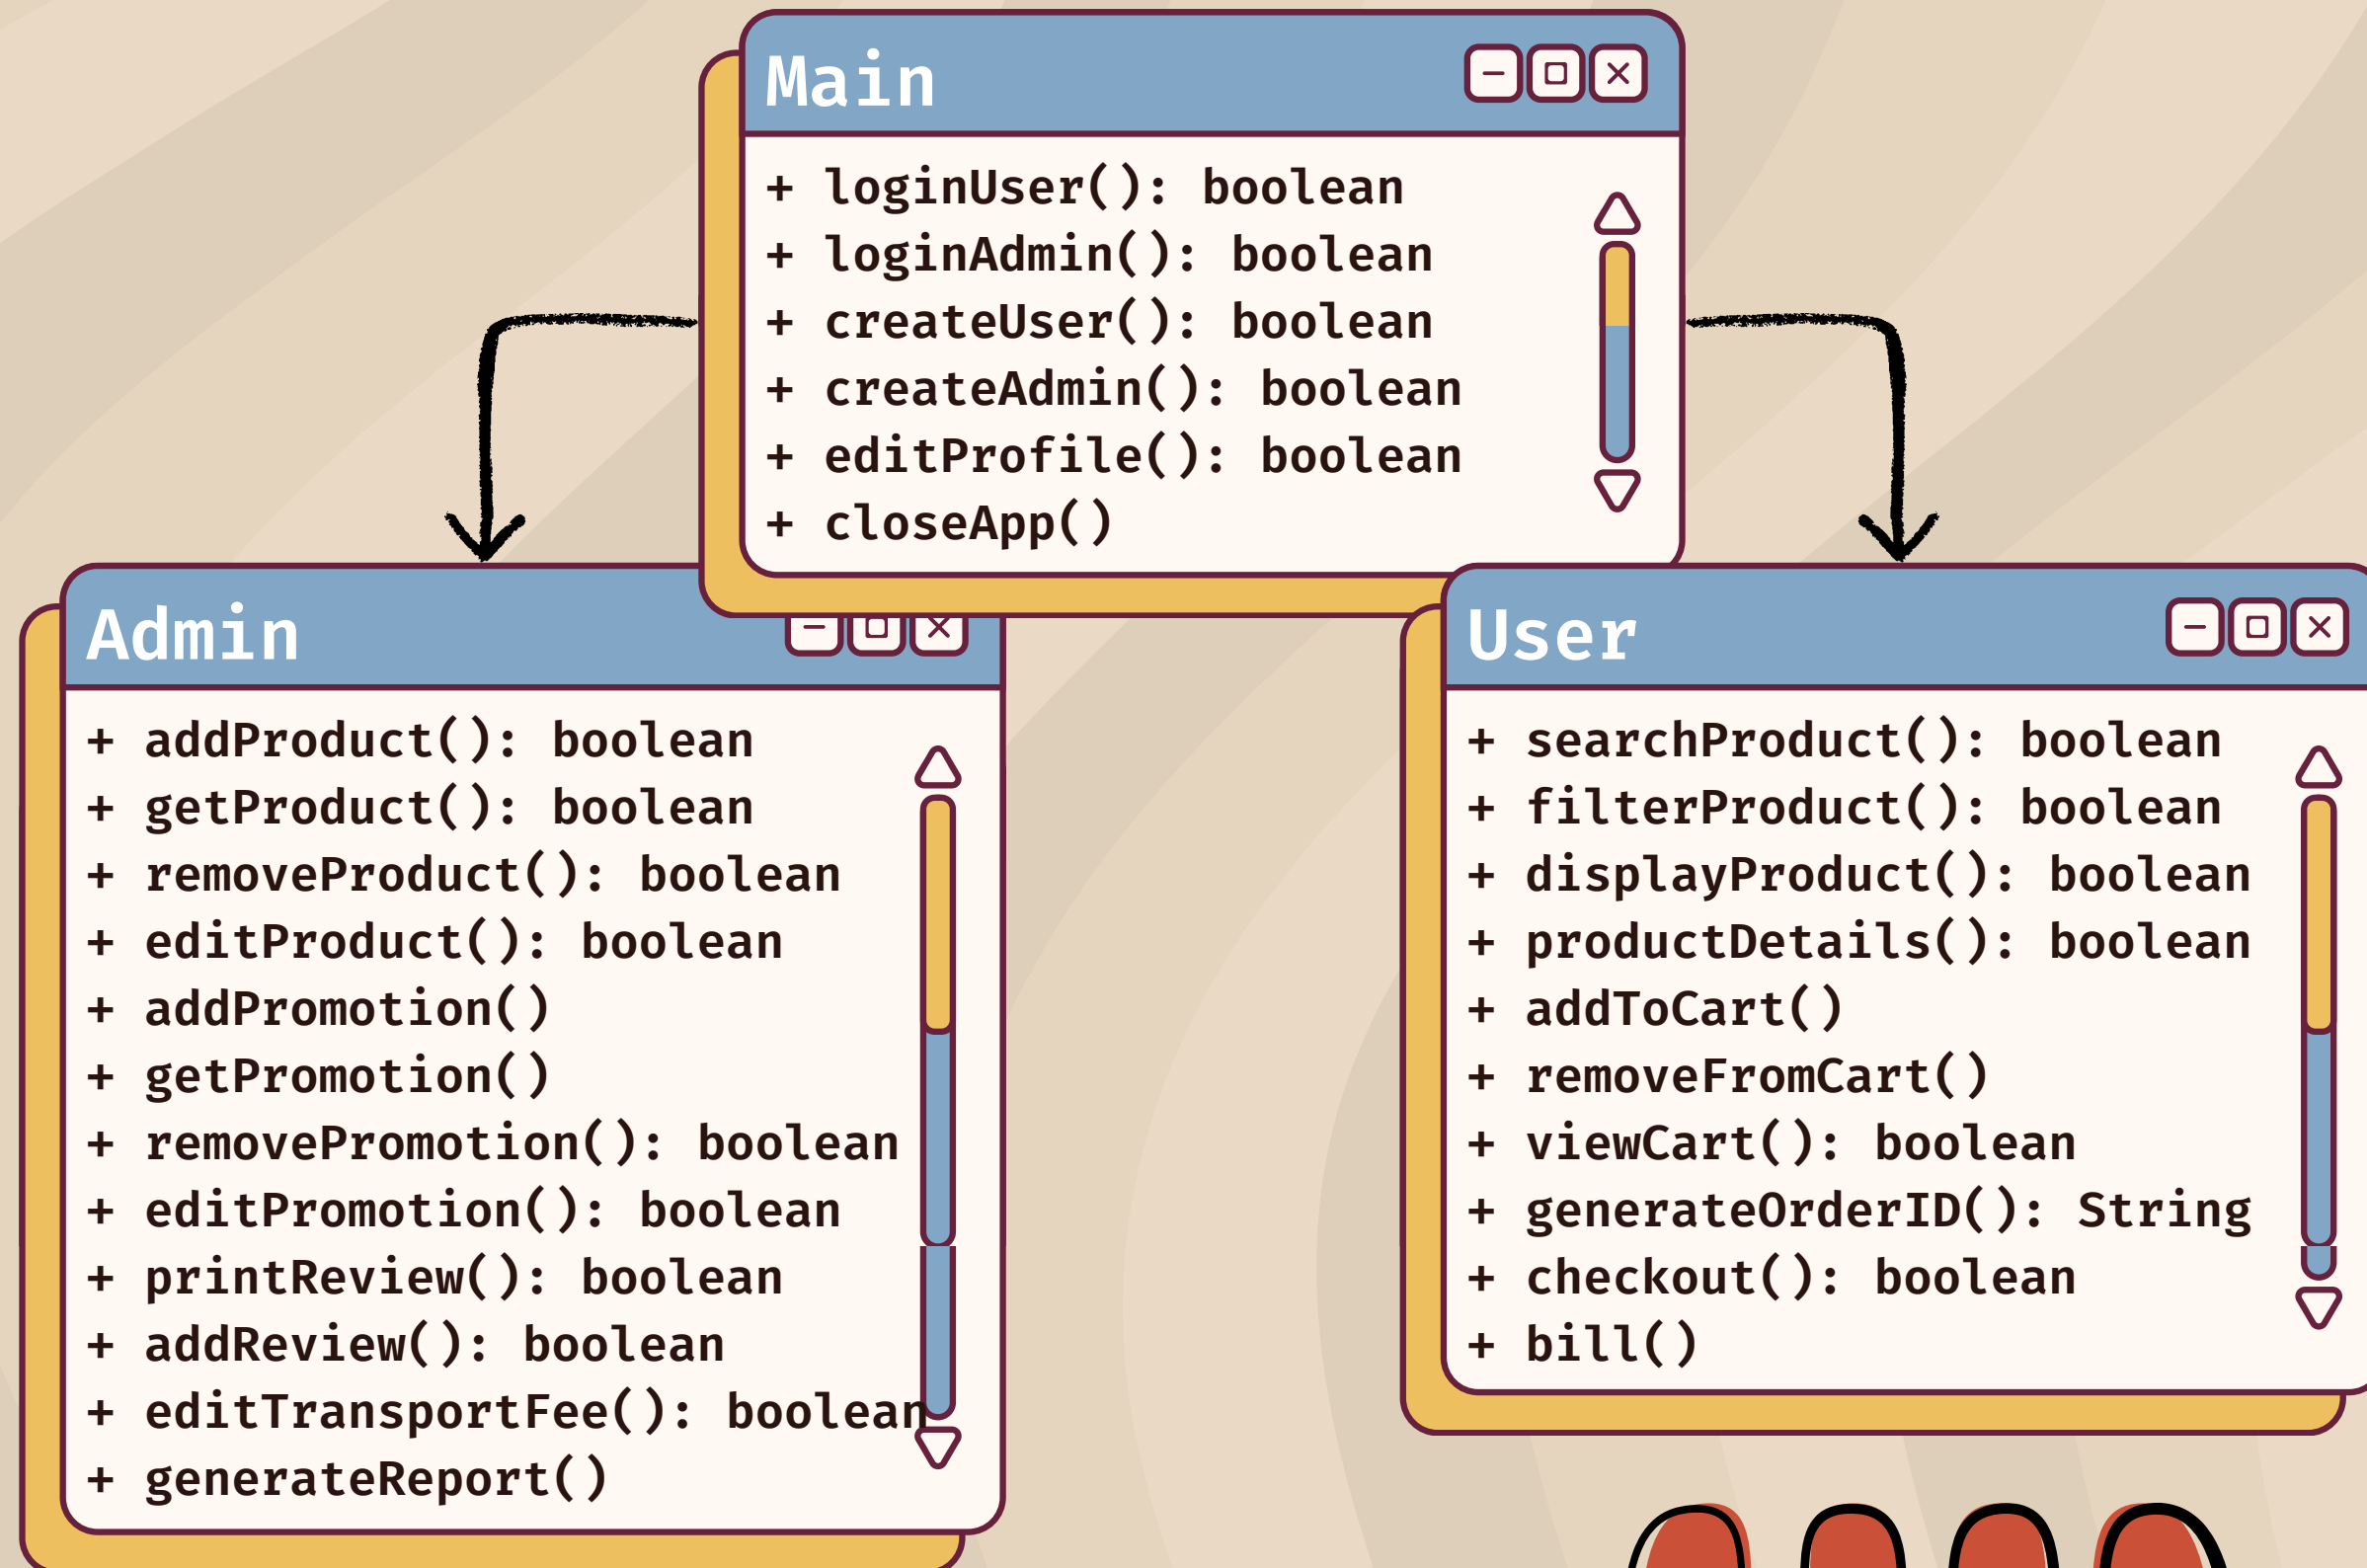 Main
+ loginUser(): boolean
+ loginAdmin(): boolean
+ createUser(): boolean
+ createAdmin(): boolean
+ editProfile(): boolean
+ closeApp()
Admin
+ addProduct(): boolean
+ getProduct(): boolean
+ removeProduct(): boolean
+ editProduct(): boolean
+ addPromotion()
+ getPromotion()
+ removePromotion(): boolean
+ editPromotion(): boolean
+ printReview(): boolean
+ addReview(): boolean
+ editTransportFee(): boolean
+ generateReport()
User
+ searchProduct(): boolean
+ filterProduct(): boolean
+ displayProduct(): boolean
+ productDetails(): boolean
+ addToCart()
+ removeFromCart()
+ viewCart(): boolean
+ generateOrderID(): String
+ checkout(): boolean
+ bill()